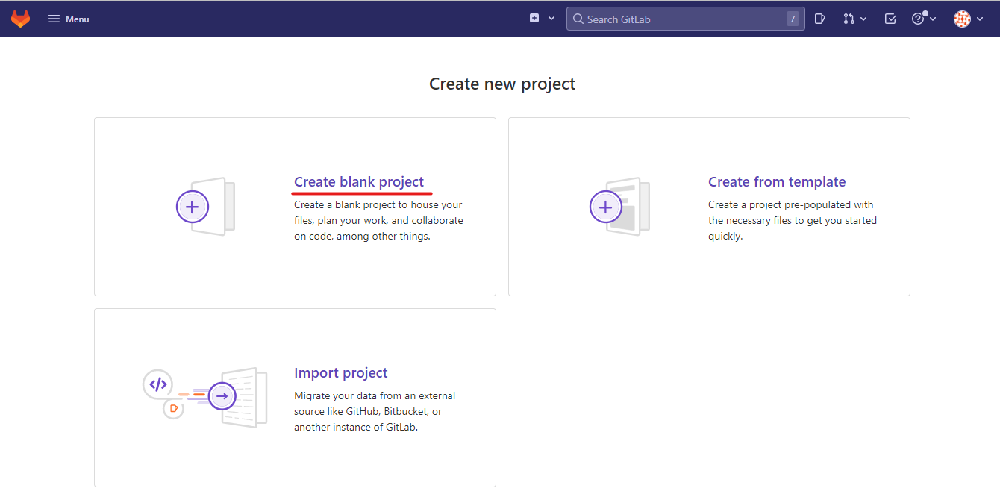 Menu
Search GitLab /
Create new project
Create blank project
Create a blank project to house your
files, plan your work, and collaborate
on code, among other things.
Create from template
Create a project pre-populated with
the necessary files to get you started
quickly.
Import project
Migrate your data from an external
source like GitHub, Bitbucket, or
another instance of GitLab.